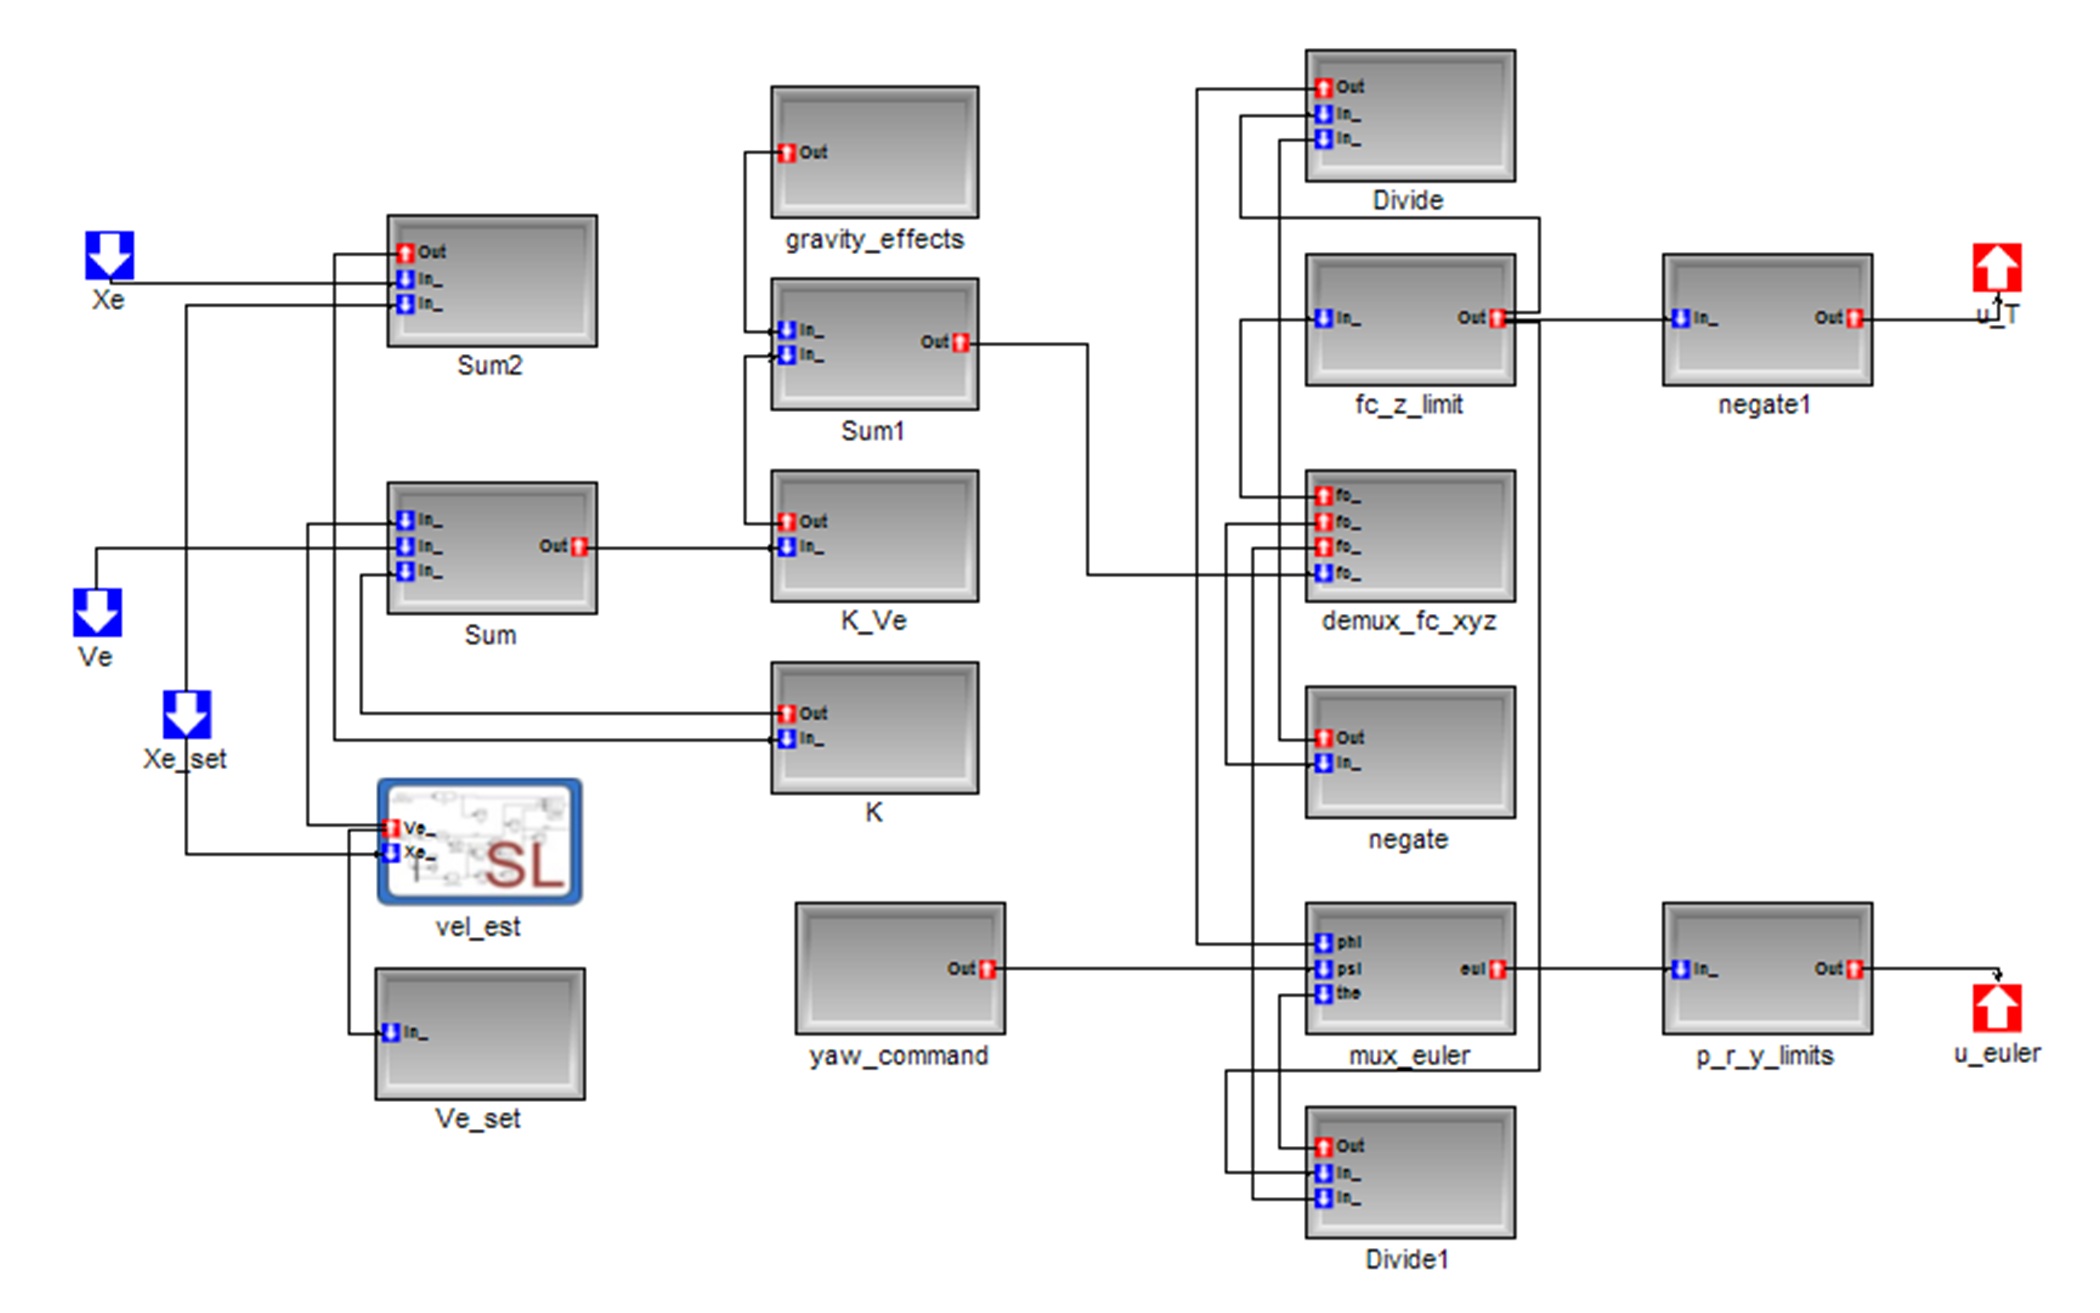 Xe
Ve
Xe_set
Out
In_
In_
Sum2
In_
In_
In_
Out
Sum
Ve_
Xe_
SL
vel_est
In_
Ve_set
Out
gravity_effects
In_
In_
Out
Sum1
Out
In_
K_Ve
Out
In_
K
Out
yaw_command
Out
In_
In_
Divide
In_
Out
fc_z_limit
fo_
fo_
fo_
fo_
demux_fc_xyz
Out
In_
negate
phi
psi
the
eul
mux_euler
Out
In_
In_
Divide1
In_
Out
negate1
u_T
In_
Out
p_r_y_limits
u_euler